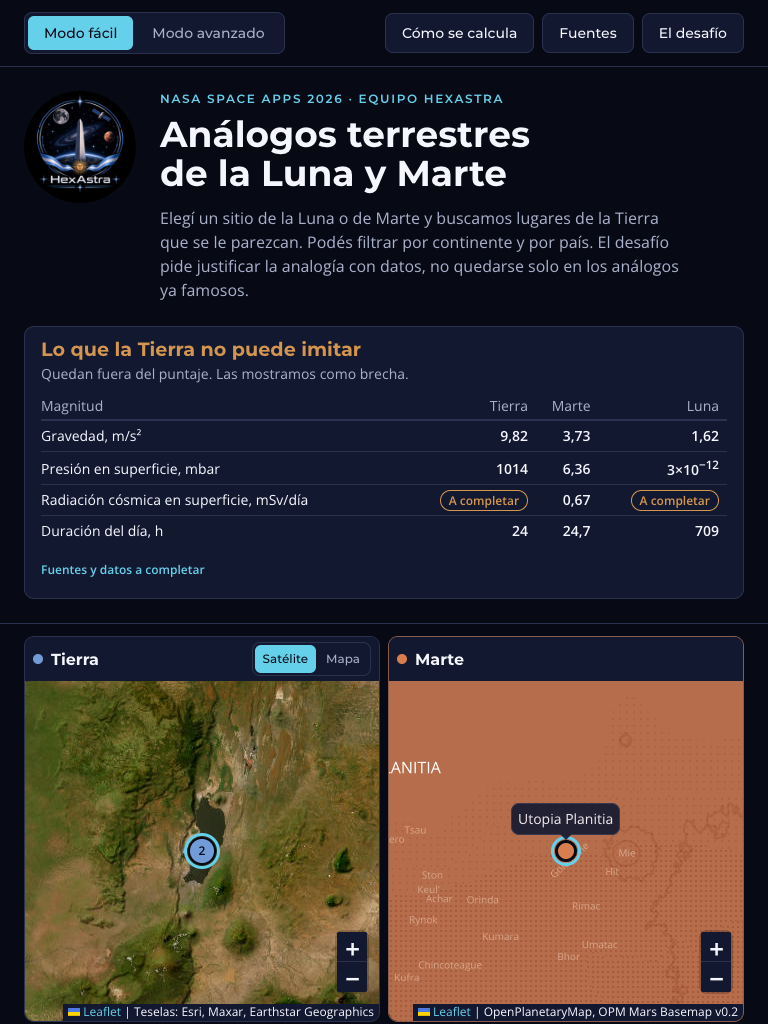 Modo fácil
Modo avanzado
Cómo se calcula
Fuentes
El desafío
HexAstra
NASA SPACE APPS 2026 · EQUIPO HEXASTRA
Análogos terrestres
de la Luna y Marte
Elegí un sitio de la Luna o de Marte y buscamos lugares de la Tierra
que se le parezcan. Podés filtrar por continente y por país. El desafío
pide justificar la analogía con datos, no quedarse solo en los análogos
ya famosos.
Lo que la Tierra no puede imitar
Quedan fuera del puntaje. Las mostramos como brecha.
Magnitud Tierra Marte Luna
Gravedad, m/s² 9,82 3,73 1,62
Presión en superficie, mbar 1014 6,36 3×10⁻¹²
Radiación cósmica en superficie, mSv/día A completar 0,67 A completar
Duración del día, h 24 24,7 709
Fuentes y datos a completar
Tierra
Satélite
Mapa
2
+
−
Leaflet | Teselas: Esri, Maxar, Earthstar Geographics
Marte
LANITIA
Utopia Planitia
Tsau
ero
Mie
Hit
Ston
Keul'
Achar
Orinda
Rimac
Rynok
Kumara
Umatac
Bhor
Chincoteague
Kufra
+
−
Leaflet | OpenPlanetaryMap, OPM Mars Basemap v0.2